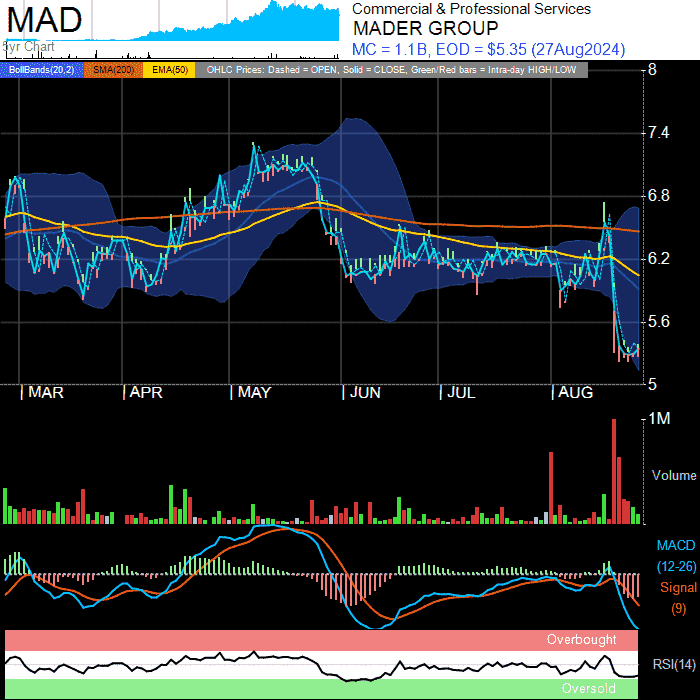 MAD
5yr Chart
Commercial & Professional Services
MADER GROUP
MC = 1.1B, EOD = $5.35 (27Aug2024)
BollBands(20,2) SMA(200) EMA(50) OHLC Prices: Dashed = OPEN, Solid = CLOSE, Green/Red bars = Intra-day HIGH/LOW
8
7.4
6.8
6.2
5.6
5
MAR APR MAY JUN JUL AUG
1M
Volume
MACD
(12-26)
Signal
(9)
Overbought
RSI(14)
Oversold